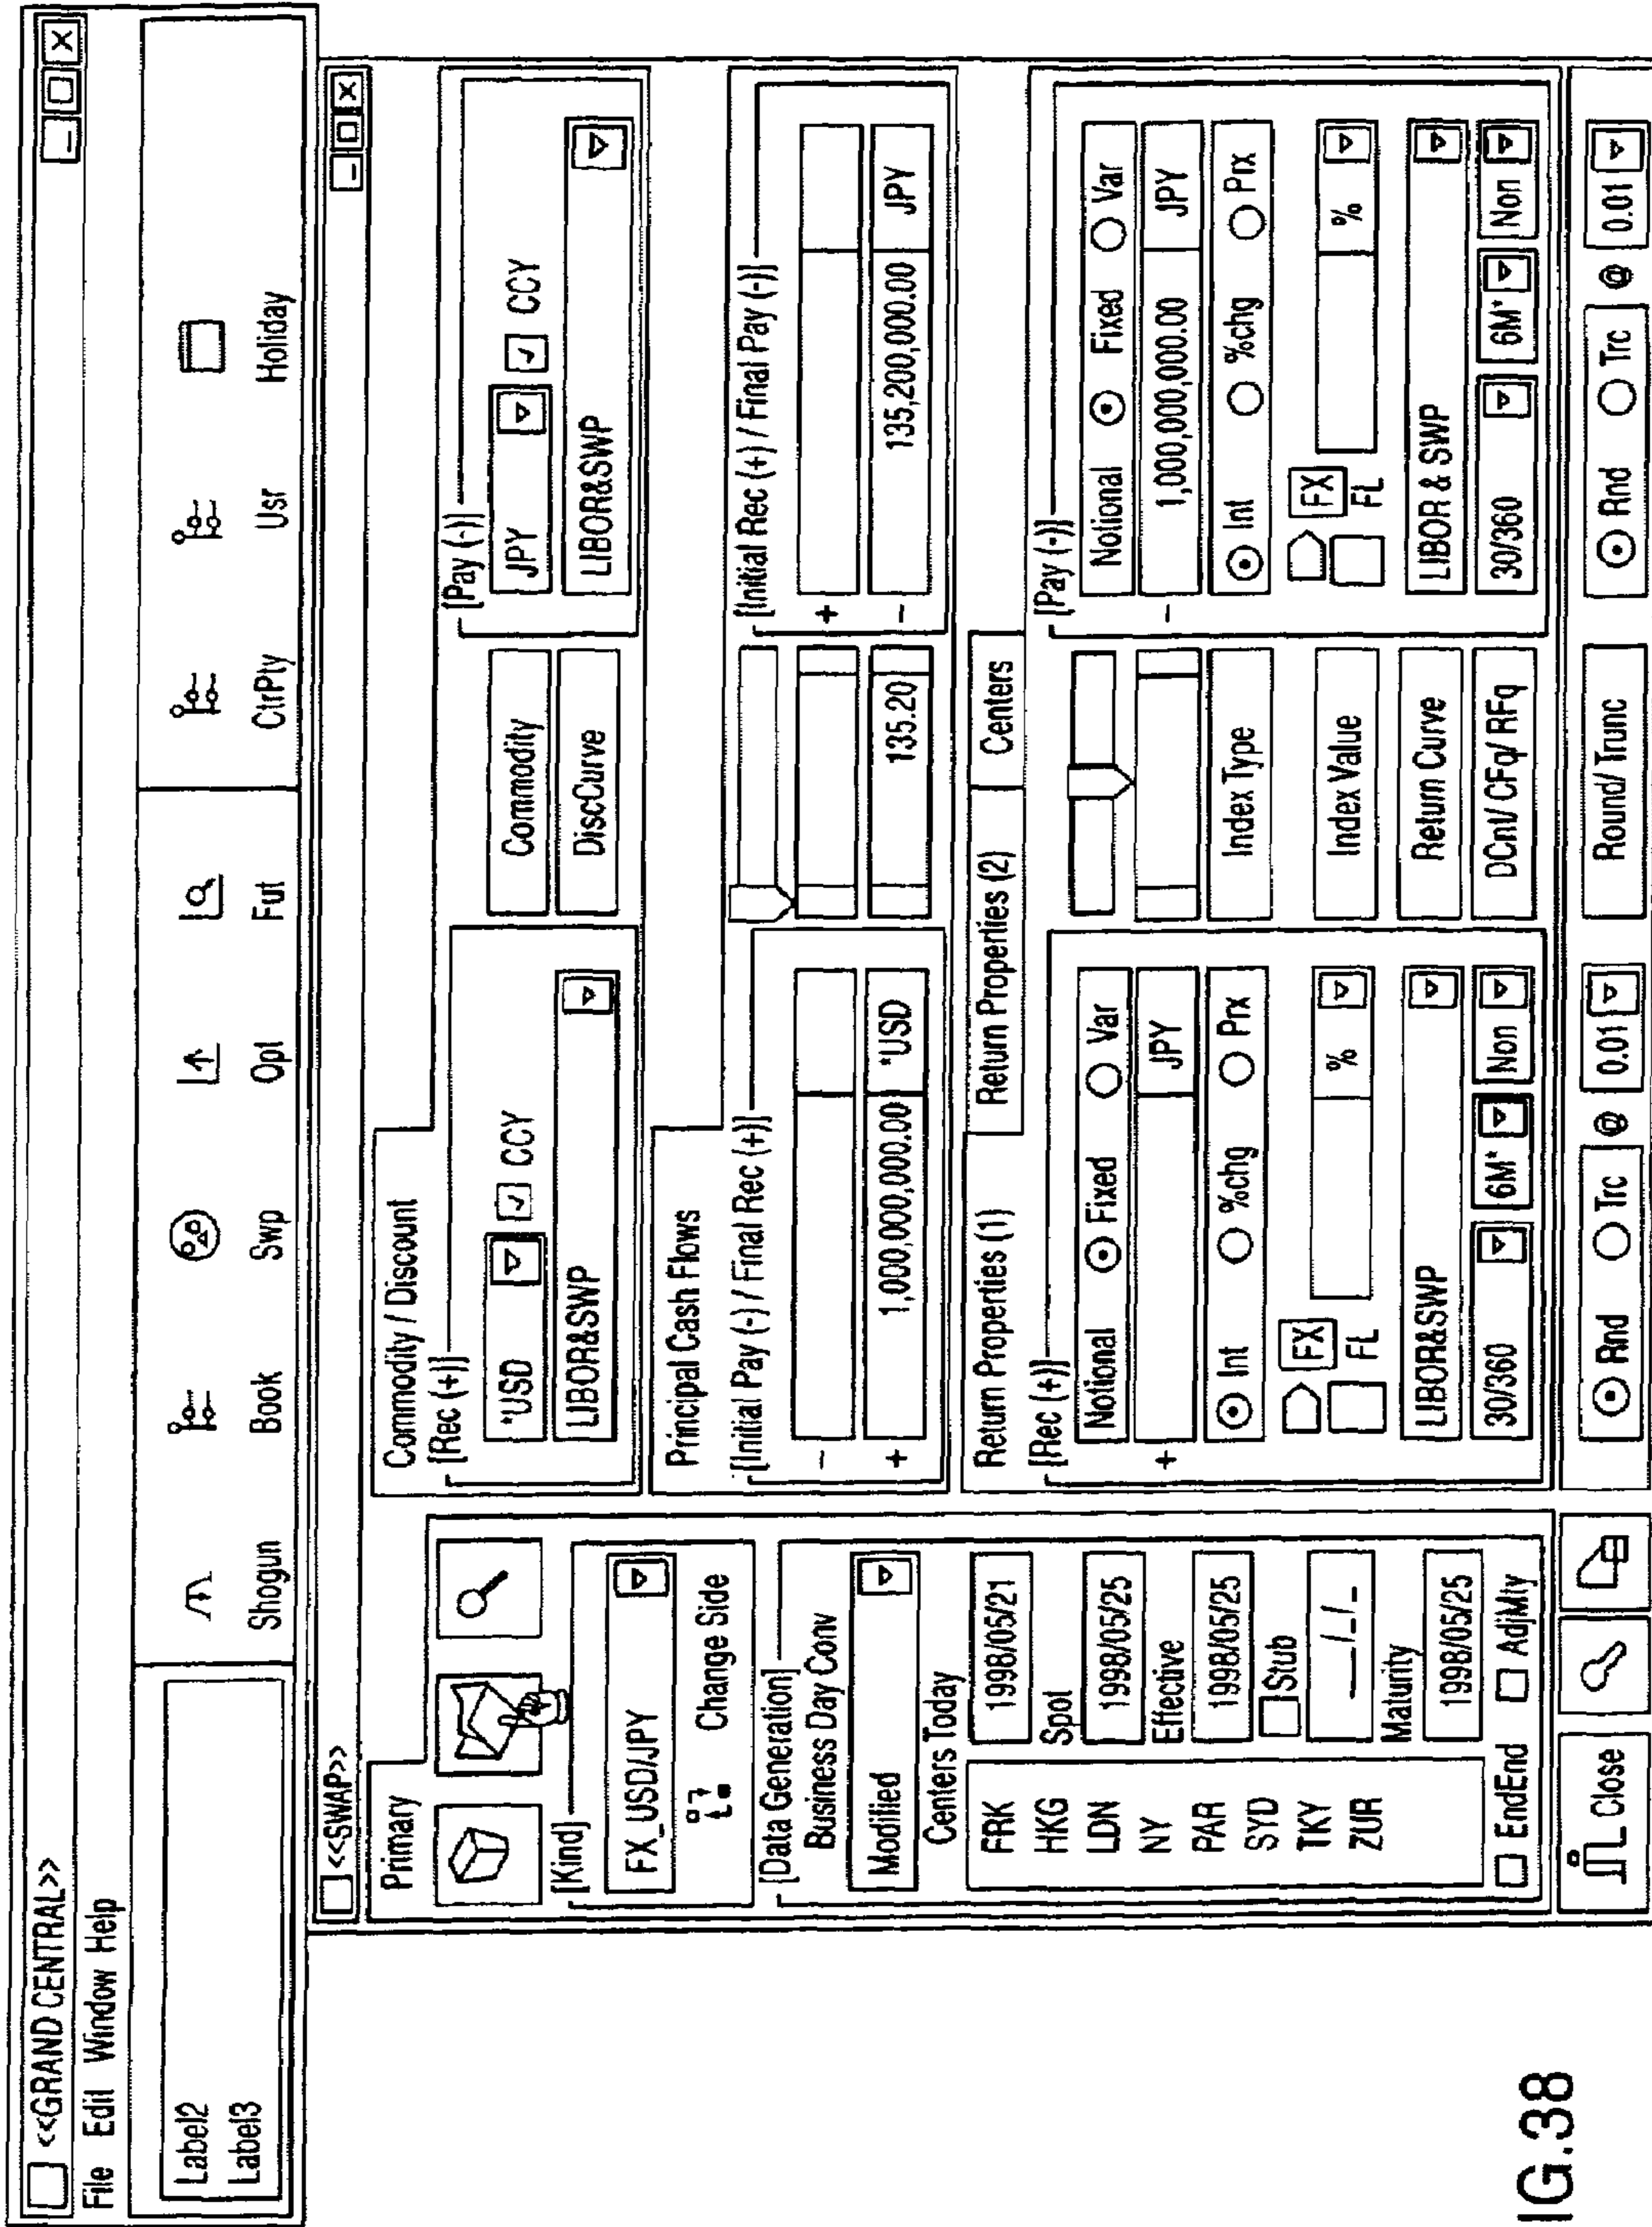 <<GRAND CENTRAL>>
File Edit Window Help
Label2
Label3
Shogun Book Swp Opt Fut CtrPty Usr Holiday
<<SWAP>>
Primary
[Kind]
FX_USD/JPY
Change Side
[Data Generation]
Business Day Conv
Modified
Centers Today
FRK
HKG
LDN
NY
PAR
SYD
TKY
ZUR
1998/05/21
Spot
1998/05/25
Effective
1998/05/25
Stub
__/_/_
Maturity
1998/05/25
EndEnd AdjMty
Close
Commodity / Discount
[Rec (+)] [Pay (-)]
*USD CCY Commodity JPY CCY
LIBOR&SWP DiscCurve LIBOR&SWP
Principal Cash Flows
[Initial Pay (-) / Final Rec (+)] [Initial Rec (+) / Final Pay (-)]
- +
+ 1,000,000,000.00 *USD 135.20 - 135,200,000.00 JPY
Return Properties (1) Return Properties (2) Centers
[Rec (+)] [Pay (-)]
Notional Fixed Var Notional Fixed Var
+ JPY - 1,000,000,000.00 JPY
Int %chg Prx Index Type Int %chg Prx
FX FX
FL % Index Value FL %
LIBOR&SWP Return Curve LIBOR & SWP
30/360 6M* Non DCnt/ CFq/ RFq 30/360 6M* Non
Rnd Trc @ 0.01 Round/ Trunc Rnd Trc @ 0.01
IG.38